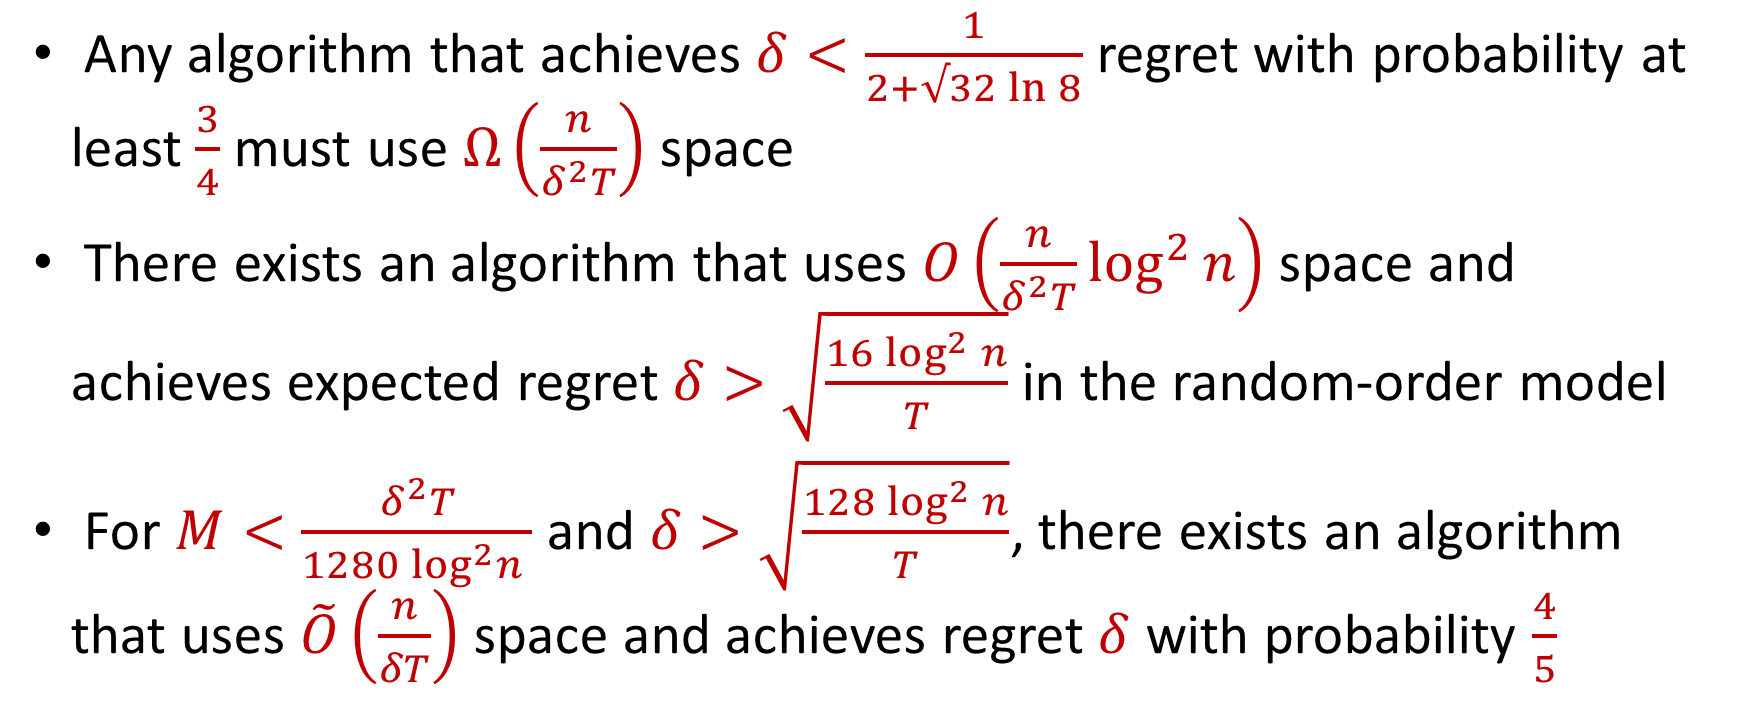 • Any algorithm that achieves δ < 1/(2+√32 ln 8) regret with probability at
least 3/4 must use Ω(n/(δ²T)) space
• There exists an algorithm that uses O(n/(δ²T) log² n) space and
achieves expected regret δ > √(16 log² n / T) in the random-order model
• For M < δ²T/(1280 log²n) and δ > √(128 log² n / T), there exists an algorithm
that uses Õ(n/(δT)) space and achieves regret δ with probability 4/5